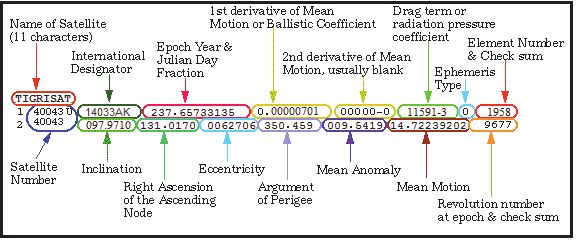 Name of Satellite
(11 characters)
International
Designator
Epoch Year &
Julian Day
Fraction
1st derivative of Mean
Motion or Ballistic Coefficient
2nd derivative of Mean
Motion, usually blank
Drag term or
radiation pressure
coefficient
Element Number
& Check sum
Ephemeris
Type
TIGRISAT
1 40043U 14033AK 237.65733135 0.00000701 00000-0 11591-3 0 1958
2 40043 097.9710 131.0170 0062706 350.459 009.5419 14.72239202 9677
Satellite
Number
Inclination
Right Ascension
of the Ascending
Node
Eccentricity
Argument
of Perigee
Mean Anomaly
Mean Motion
Revolution number
at epoch & check sum